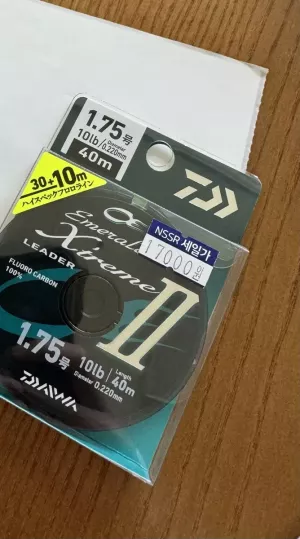 1.75号
10lb/Diameter 0.220mm
40m
30+10m
ハイスペックフロロライン
NSSR 세일가
17000원
Emeral
Xtreme II
LEADER
FLUORO CARBON
100%
1.75号
10lb
Diameter 0.220mm
Length
40m
DAIWA